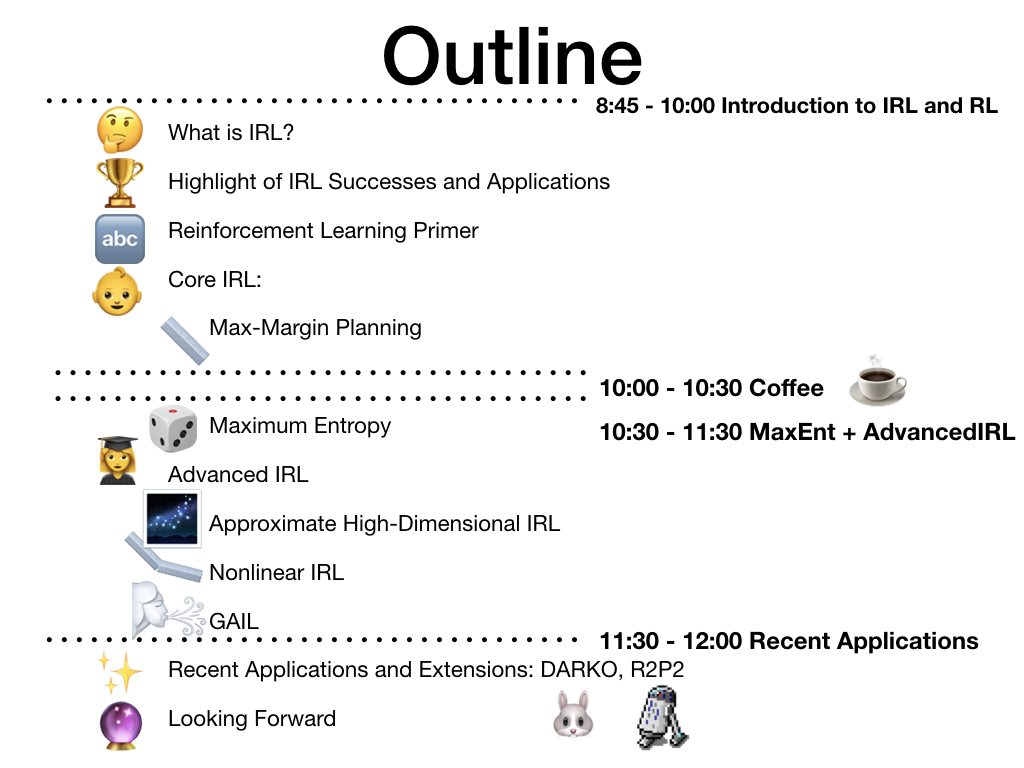 Outline
8:45 - 10:00 Introduction to IRL and RL
What is IRL?
Highlight of IRL Successes and Applications
abc
Reinforcement Learning Primer
Core IRL:
Max-Margin Planning
10:00 - 10:30 Coffee
Maximum Entropy
10:30 - 11:30 MaxEnt + AdvancedIRL
Advanced IRL
Approximate High-Dimensional IRL
Nonlinear IRL
GAIL
11:30 - 12:00 Recent Applications
Recent Applications and Extensions: DARKO, R2P2
Looking Forward